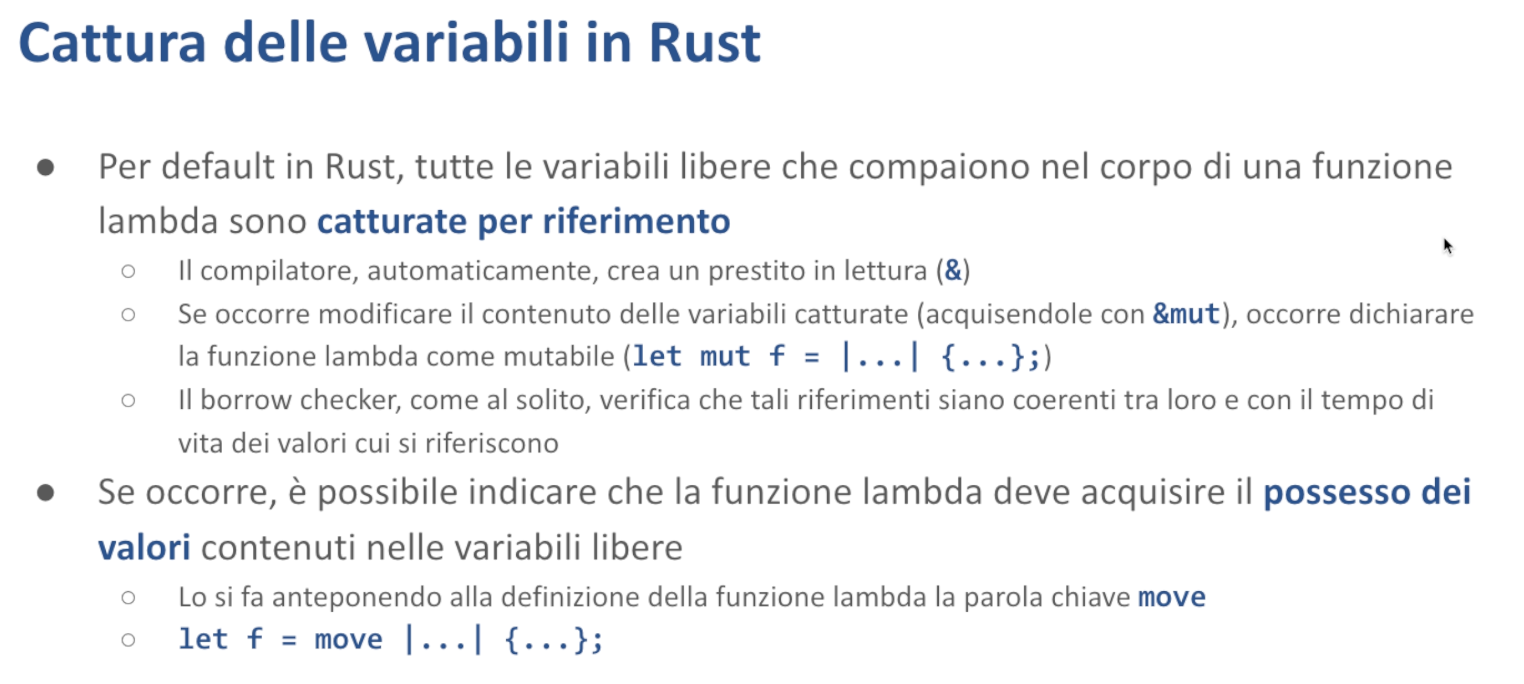 Cattura delle variabili in Rust
● Per default in Rust, tutte le variabili libere che compaiono nel corpo di una funzione
lambda sono catturate per riferimento
○ Il compilatore, automaticamente, crea un prestito in lettura (&)
○ Se occorre modificare il contenuto delle variabili catturate (acquisendole con &mut), occorre dichiarare
la funzione lambda come mutabile (let mut f = |...| {...};)
○ Il borrow checker, come al solito, verifica che tali riferimenti siano coerenti tra loro e con il tempo di
vita dei valori cui si riferiscono
● Se occorre, è possibile indicare che la funzione lambda deve acquisire il possesso dei
valori contenuti nelle variabili libere
○ Lo si fa anteponendo alla definizione della funzione lambda la parola chiave move
○ let f = move |...| {...};